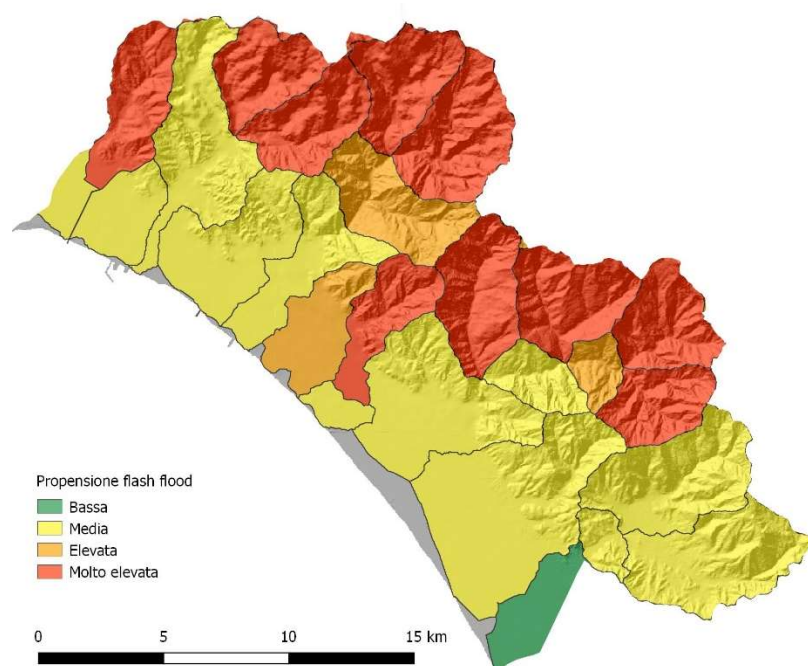 Propensione flash flood
Bassa
Media
Elevata
Molto elevata
0 5 10 15 km